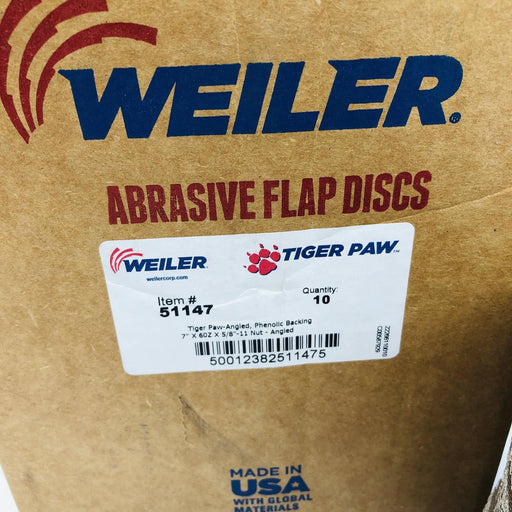 WEILER.
ABRASIVE FLAP DISCS
WEILER
weilercorp.com
TIGER PAW™
Item #
51147
Quantity:
10
Tiger Paw-Angled, Phenolic Backing
7" X 60Z X 5/8"-11 Nut - Angled
50012382511475
MADE IN
USA
WITH GLOBAL
MATERIALS